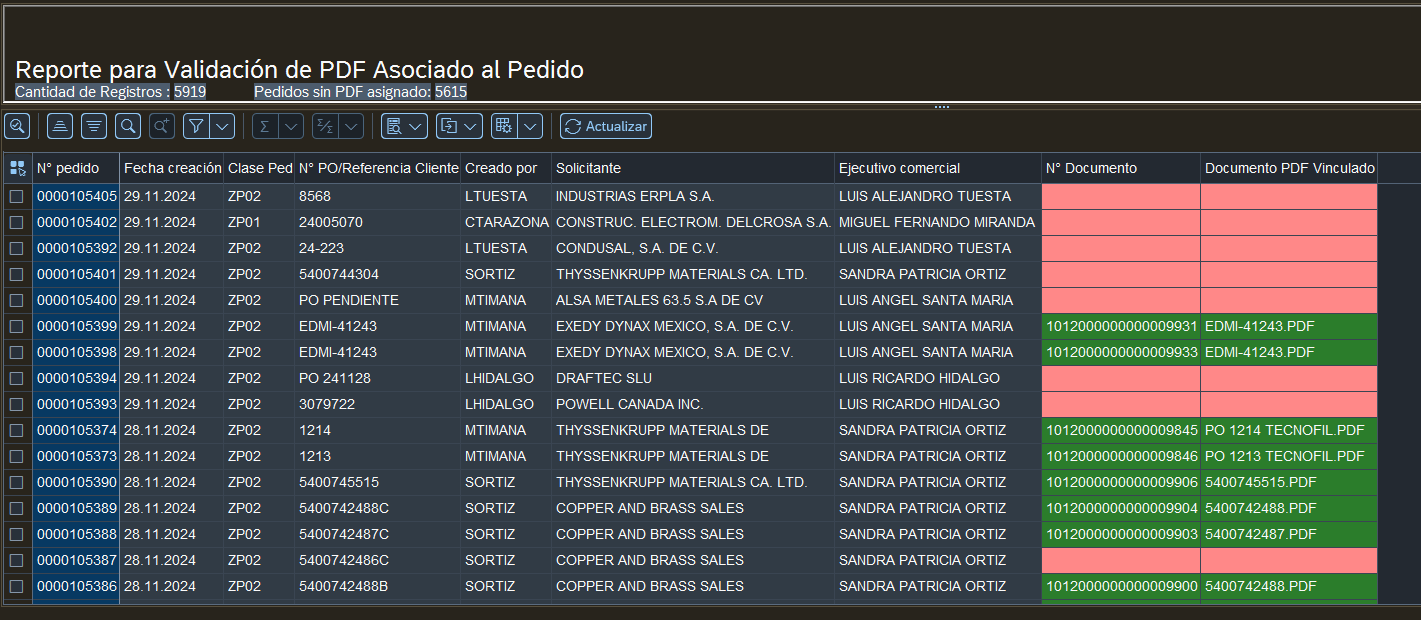 Reporte para Validación de PDF Asociado al Pedido
Cantidad de Registros : 5919 Pedidos sin PDF asignado: 5615
Actualizar
N° pedido Fecha creación Clase Ped N° PO/Referencia Cliente Creado por Solicitante Ejecutivo comercial N° Documento Documento PDF Vinculado
0000105405 29.11.2024 ZP02 8568 LTUESTA INDUSTRIAS ERPLA S.A. LUIS ALEJANDRO TUESTA
0000105402 29.11.2024 ZP01 24005070 CTARAZONA CONSTRUC. ELECTROM. DELCROSA S.A. MIGUEL FERNANDO MIRANDA
0000105392 29.11.2024 ZP02 24-223 LTUESTA CONDUSAL, S.A. DE C.V. LUIS ALEJANDRO TUESTA
0000105401 29.11.2024 ZP02 5400744304 SORTIZ THYSSENKRUPP MATERIALS CA. LTD. SANDRA PATRICIA ORTIZ
0000105400 29.11.2024 ZP02 PO PENDIENTE MTIMANA ALSA METALES 63.5 S.A DE CV LUIS ANGEL SANTA MARIA
0000105399 29.11.2024 ZP02 EDMI-41243 MTIMANA EXEDY DYNAX MEXICO, S.A. DE C.V. LUIS ANGEL SANTA MARIA 1012000000000009931 EDMI-41243.PDF
0000105398 29.11.2024 ZP02 EDMI-41243 MTIMANA EXEDY DYNAX MEXICO, S.A. DE C.V. LUIS ANGEL SANTA MARIA 1012000000000009933 EDMI-41243.PDF
0000105394 29.11.2024 ZP02 PO 241128 LHIDALGO DRAFTEC SLU LUIS RICARDO HIDALGO
0000105393 29.11.2024 ZP02 3079722 LHIDALGO POWELL CANADA INC. LUIS RICARDO HIDALGO
0000105374 28.11.2024 ZP02 1214 MTIMANA THYSSENKRUPP MATERIALS DE SANDRA PATRICIA ORTIZ 1012000000000009845 PO 1214 TECNOFIL.PDF
0000105373 28.11.2024 ZP02 1213 MTIMANA THYSSENKRUPP MATERIALS DE SANDRA PATRICIA ORTIZ 1012000000000009846 PO 1213 TECNOFIL.PDF
0000105390 28.11.2024 ZP02 5400745515 SORTIZ THYSSENKRUPP MATERIALS CA. LTD. SANDRA PATRICIA ORTIZ 1012000000000009906 5400745515.PDF
0000105389 28.11.2024 ZP02 5400742488C SORTIZ COPPER AND BRASS SALES SANDRA PATRICIA ORTIZ 1012000000000009904 5400742488.PDF
0000105388 28.11.2024 ZP02 5400742487C SORTIZ COPPER AND BRASS SALES SANDRA PATRICIA ORTIZ 1012000000000009903 5400742487.PDF
0000105387 28.11.2024 ZP02 5400742486C SORTIZ COPPER AND BRASS SALES SANDRA PATRICIA ORTIZ
0000105386 28.11.2024 ZP02 5400742488B SORTIZ COPPER AND BRASS SALES SANDRA PATRICIA ORTIZ 1012000000000009900 5400742488.PDF